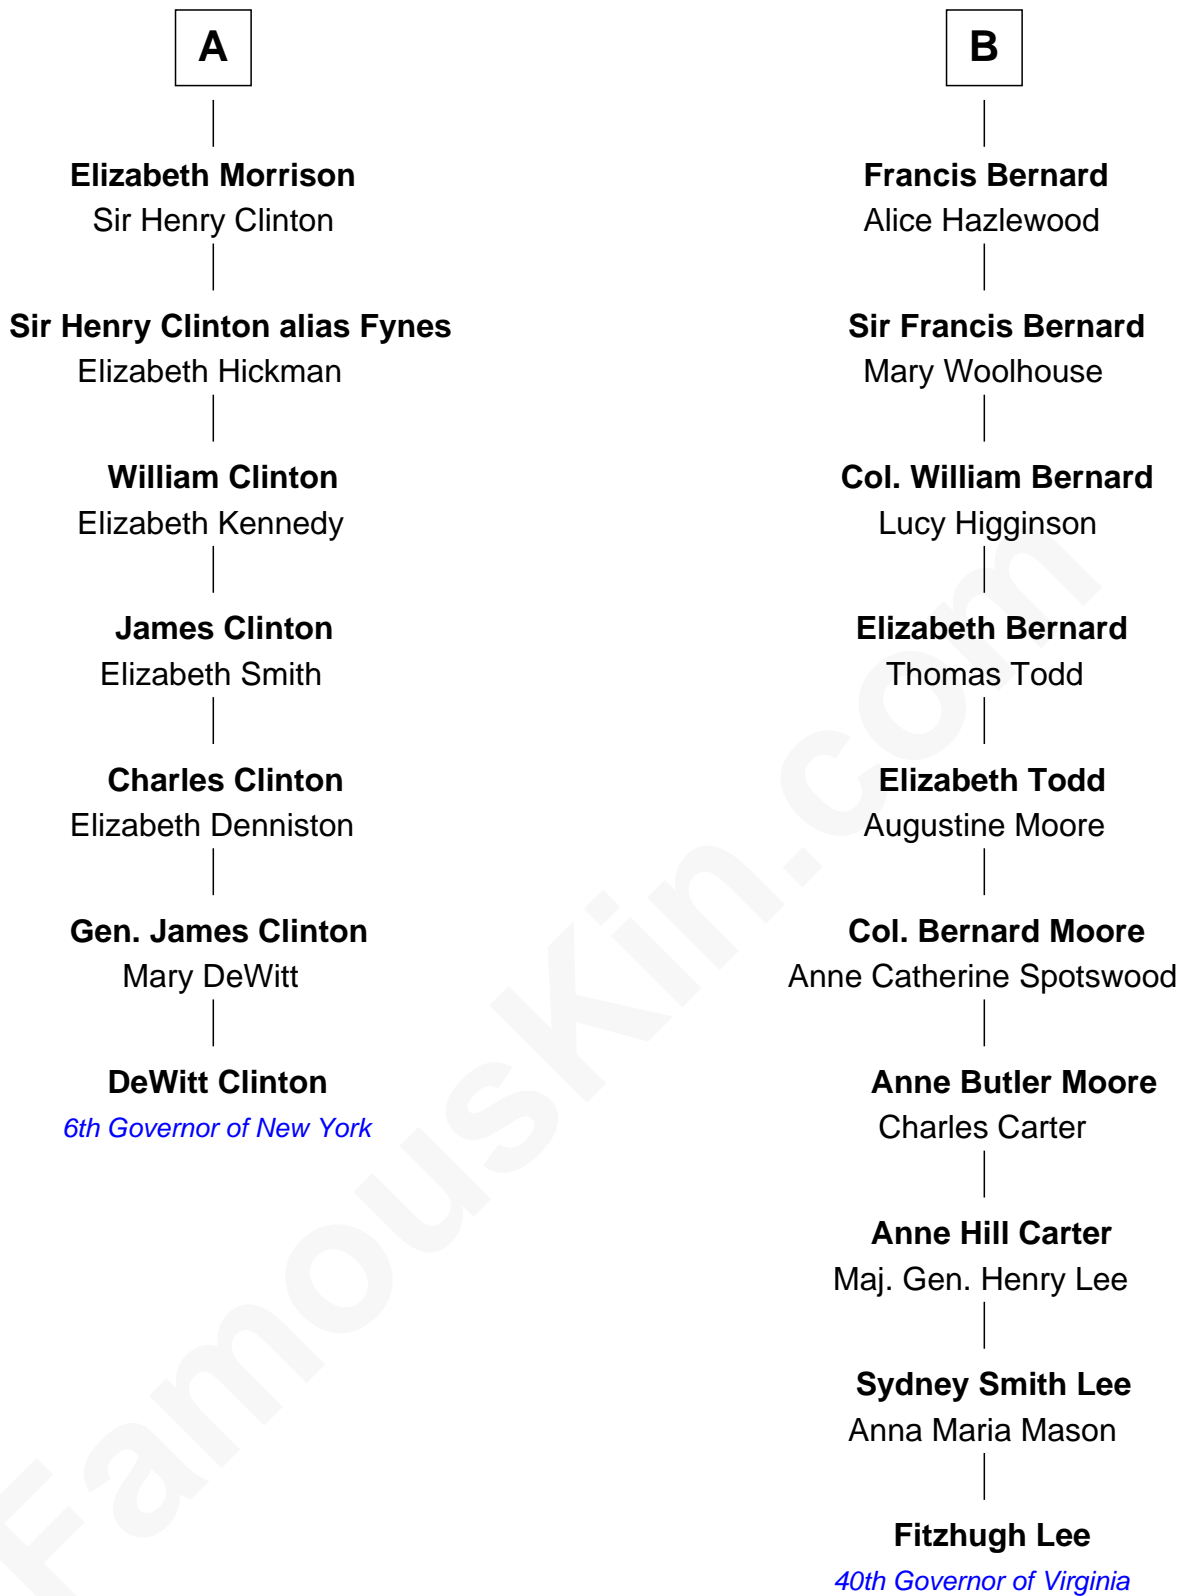 A
Elizabeth Morrison
Sir Henry Clinton
Sir Henry Clinton alias Fynes
Elizabeth Hickman
William Clinton
Elizabeth Kennedy
James Clinton
Elizabeth Smith
Charles Clinton
Elizabeth Denniston
Gen. James Clinton
Mary DeWitt
DeWitt Clinton
6th Governor of New York
B
Francis Bernard
Alice Hazlewood
Sir Francis Bernard
Mary Woolhouse
Col. William Bernard
Lucy Higginson
Elizabeth Bernard
Thomas Todd
Elizabeth Todd
Augustine Moore
Col. Bernard Moore
Anne Catherine Spotswood
Anne Butler Moore
Charles Carter
Anne Hill Carter
Maj. Gen. Henry Lee
Sydney Smith Lee
Anna Maria Mason
Fitzhugh Lee
40th Governor of Virginia
FamousKin.com